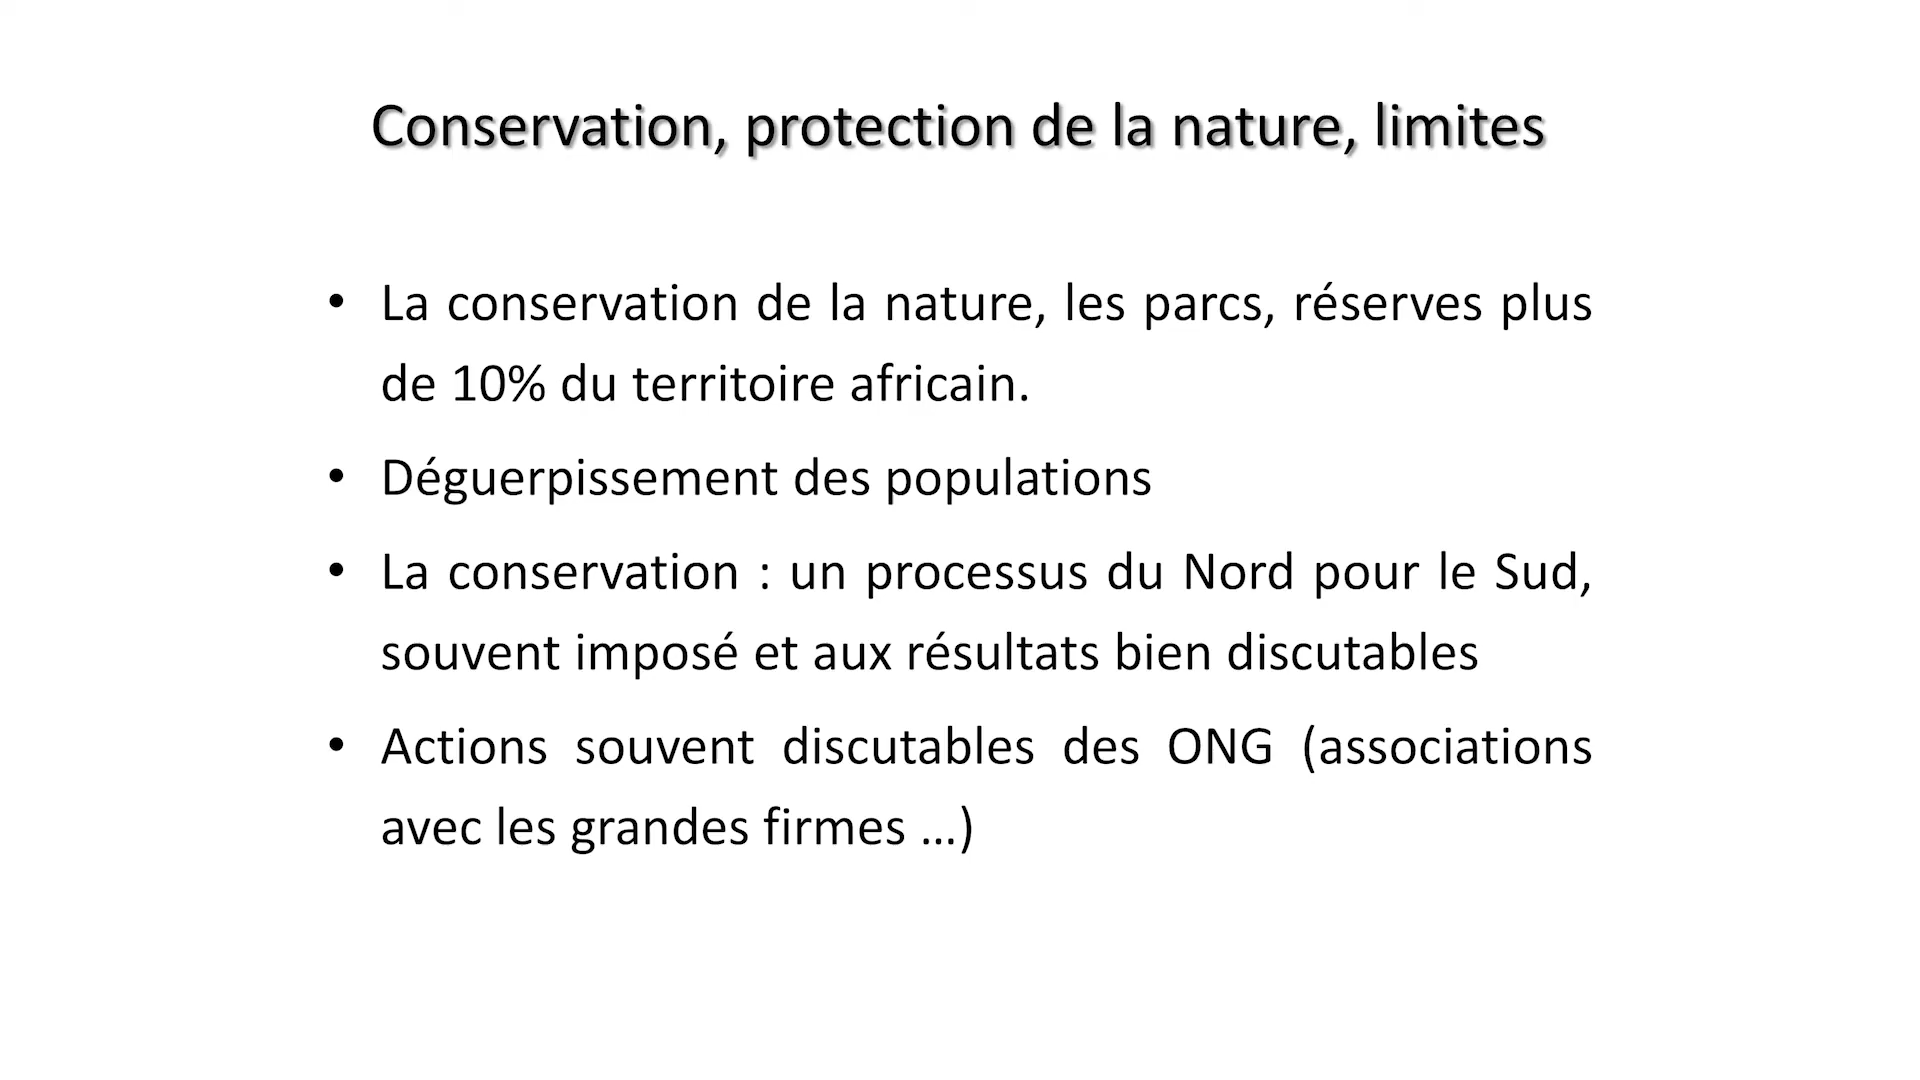 Conservation, protection de la nature, limites
• La conservation de la nature, les parcs, réserves plus
de 10% du territoire africain.
• Déguerpissement des populations
• La conservation : un processus du Nord pour le Sud,
souvent imposé et aux résultats bien discutables
• Actions souvent discutables des ONG (associations
avec les grandes firmes …)